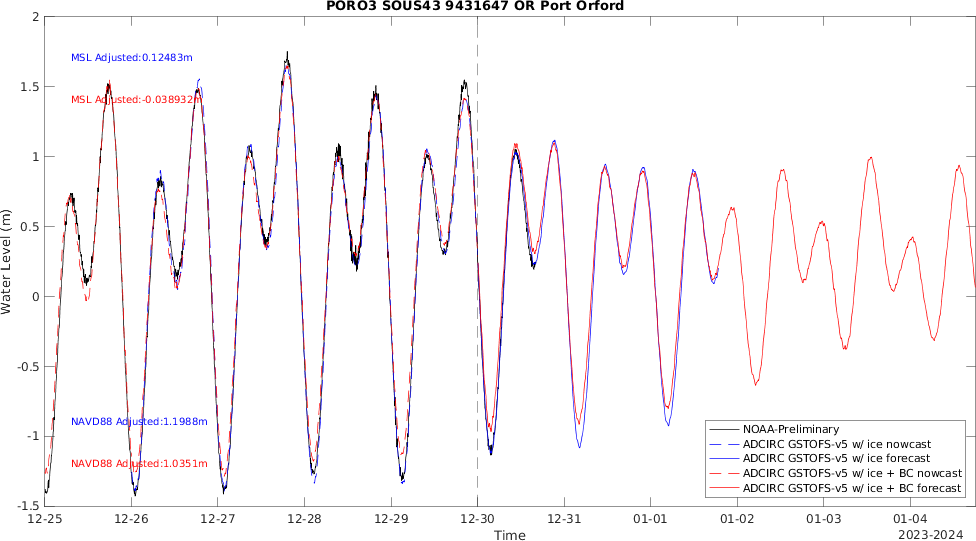 PORO3 SOUS43 9431647 OR Port Orford
2
1.5
1
0.5
0
-0.5
-1
-1.5
Water Level (m)
MSL Adjusted:0.12483m
MSL Adjusted:-0.038932m
NAVD88 Adjusted:1.1988m
NAVD88 Adjusted:1.0351m
NOAA-Preliminary
ADCIRC GSTOFS-v5 w/ ice nowcast
ADCIRC GSTOFS-v5 w/ ice forecast
ADCIRC GSTOFS-v5 w/ ice + BC nowcast
ADCIRC GSTOFS-v5 w/ ice + BC forecast
12-25 12-26 12-27 12-28 12-29 12-30 12-31 01-01 01-02 01-03 01-04
Time
2023-2024